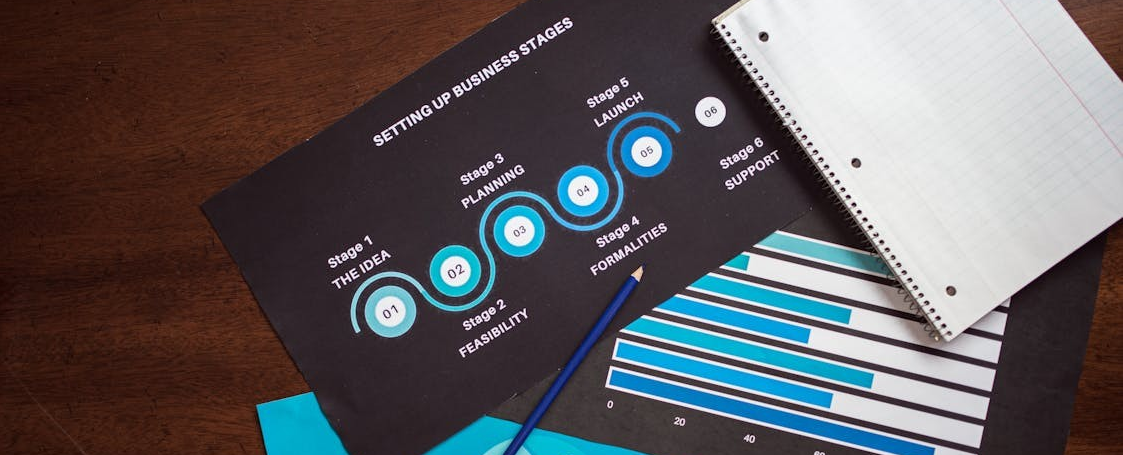 SETTING UP BUSINESS STAGES
Stage 1
THE IDEA
01
02
Stage 2
FEASIBILITY
Stage 3
PLANNING
03
04
Stage 4
FORMALITIES
Stage 5
LAUNCH
05
06
Stage 6
SUPPORT
0
20
40